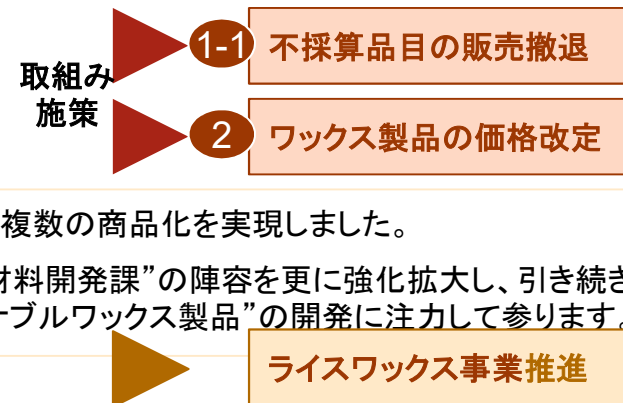 取組み
施策
1-1
不採算品目の販売撤退
2
ワックス製品の価格改定
複数の商品化を実現しました。
材料開発課”の陣容を更に強化拡大し、引き続き
ーブルワックス製品”の開発に注力して参ります。
ライスワックス事業推進